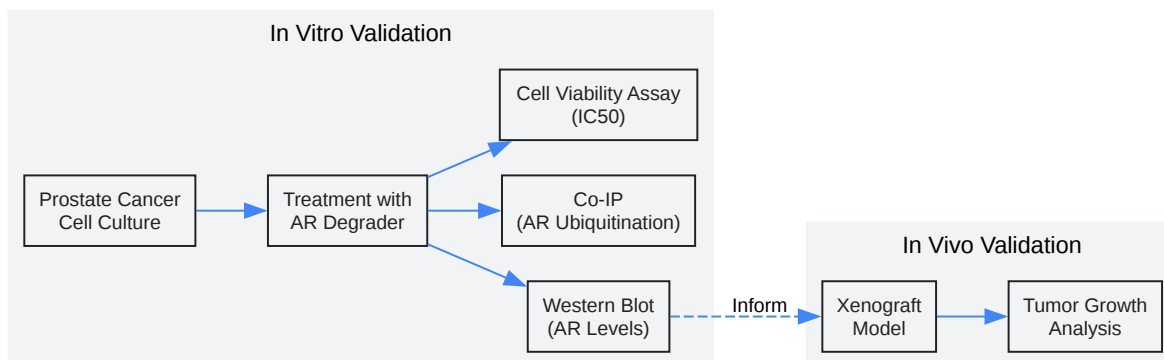 In Vitro Validation
Cell Viability Assay
(IC50)
Prostate Cancer
Cell Culture
Treatment with
AR Degrader
Co-IP
(AR Ubiquitination)
Western Blot
(AR Levels)
Inform
In Vivo Validation
Xenograft
Model
Tumor Growth
Analysis